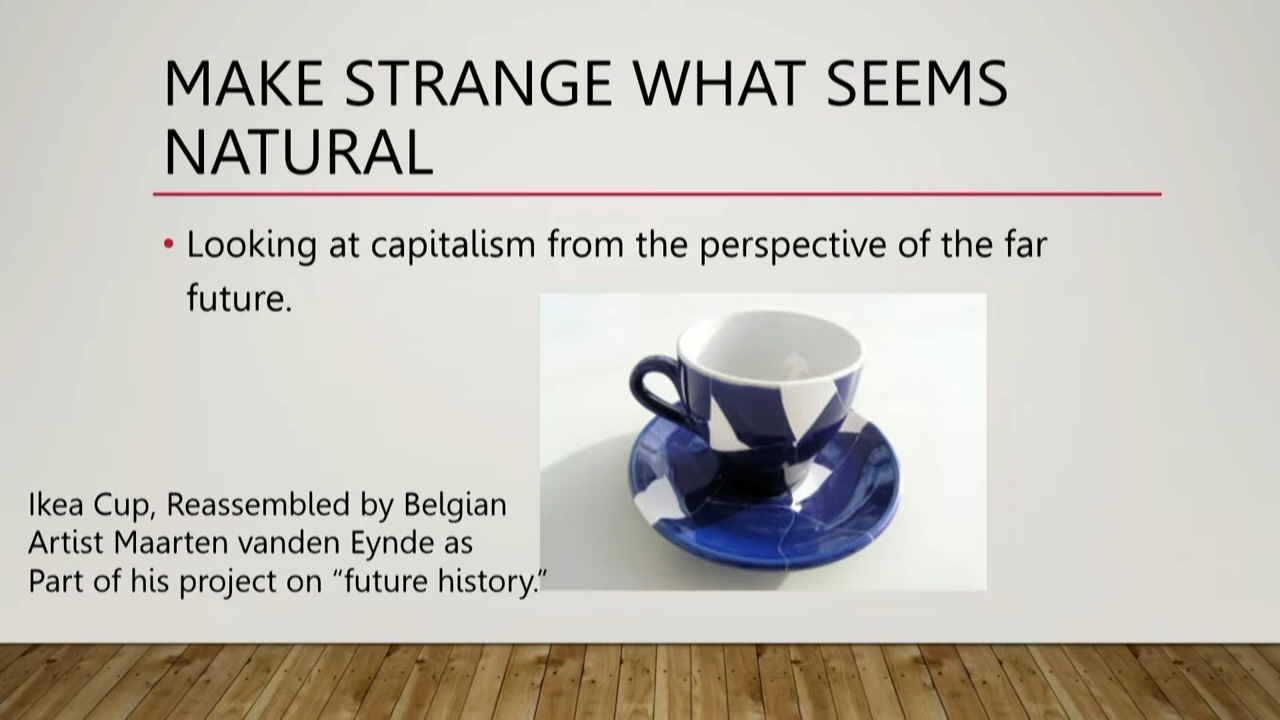 MAKE STRANGE WHAT SEEMS
NATURAL
• Looking at capitalism from the perspective of the far
future.
Ikea Cup, Reassembled by Belgian
Artist Maarten vanden Eynde as
Part of his project on “future history.”